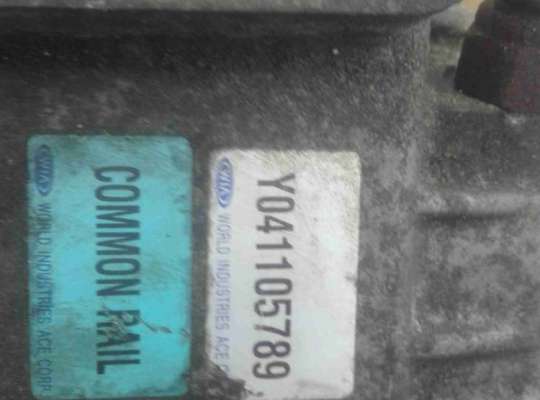 COMMON RAIL
WIA WORLD INDUSTRIES ACE CORP
Y041105789
WIA WORLD INDUSTRIES ACE